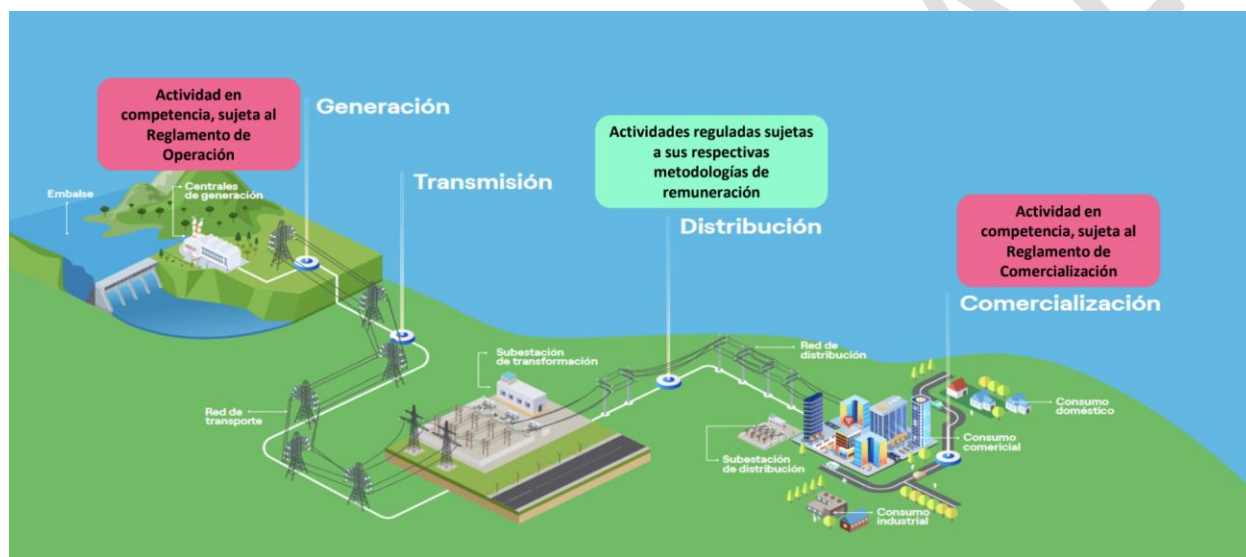 Actividad en
competencia, sujeta al
Reglamento de
Operación
Generación
Embalse
Centrales
de generación
Transmisión
Actividades reguladas sujetas
a sus respectivas
metodologías de
remuneración
Distribución
Actividad en
competencia, sujeta al
Reglamento de
Comercialización
Comercialización
Subestación
de transformación
Red de
distribución
Red de
transporte
Consumo
doméstico
Consumo
comericial
Subestación
de distribución
Consumo
industrial